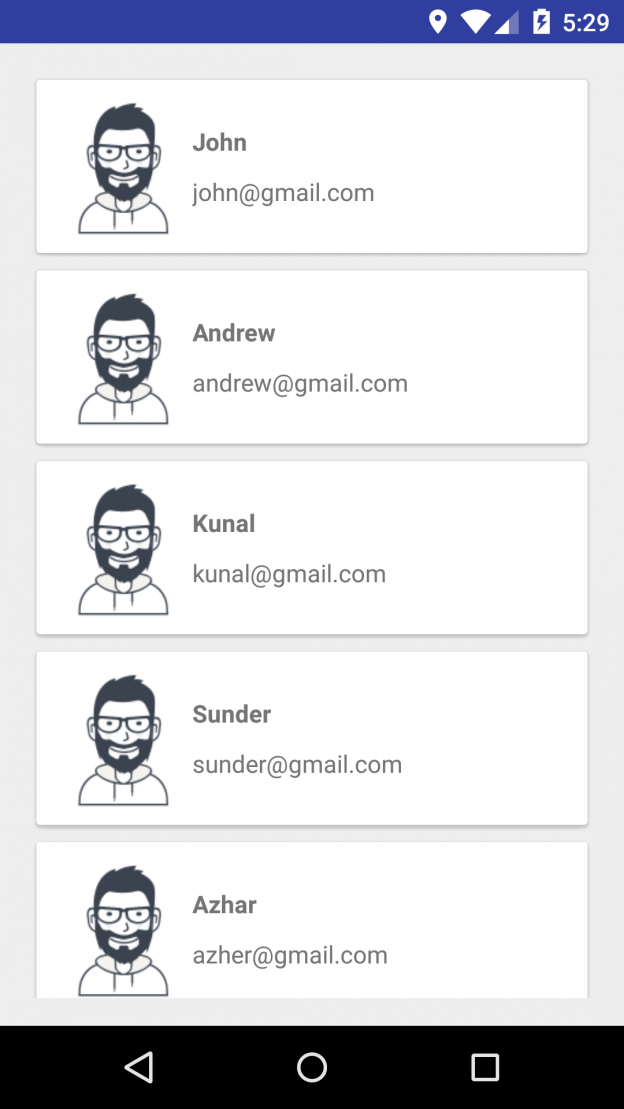 5:29
John
john@gmail.com
Andrew
andrew@gmail.com
Kunal
kunal@gmail.com
Sunder
sunder@gmail.com
Azhar
azher@gmail.com